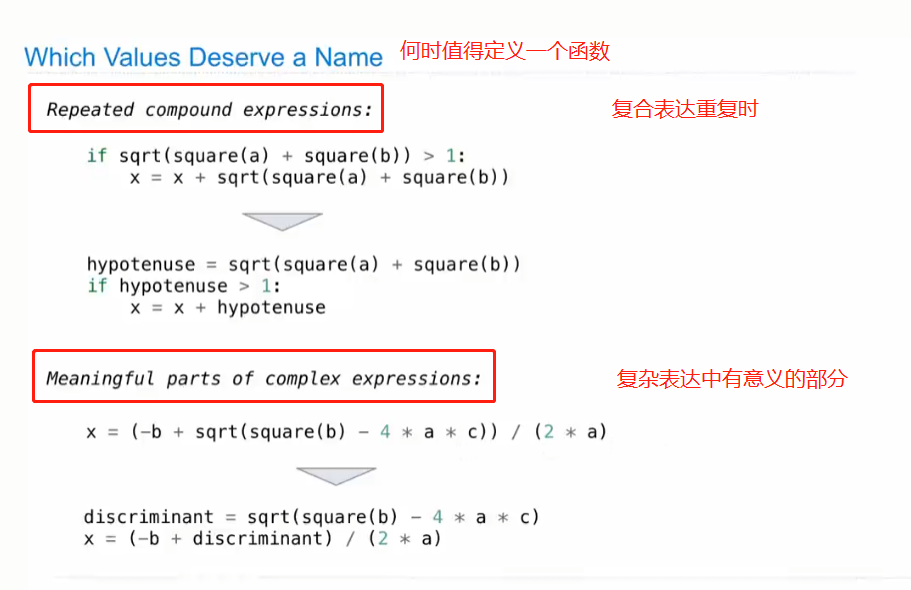 Which Values Deserve a Name 何时值得定义一个函数
Repeated compound expressions: 复合表达重复时
if sqrt(square(a) + square(b)) > 1:
x = x + sqrt(square(a) + square(b))
hypotenuse = sqrt(square(a) + square(b))
if hypotenuse > 1:
x = x + hypotenuse
Meaningful parts of complex expressions: 复杂表达中有意义的部分
x = (-b + sqrt(square(b) - 4 * a * c)) / (2 * a)
discriminant = sqrt(square(b) - 4 * a * c)
x = (-b + discriminant) / (2 * a)